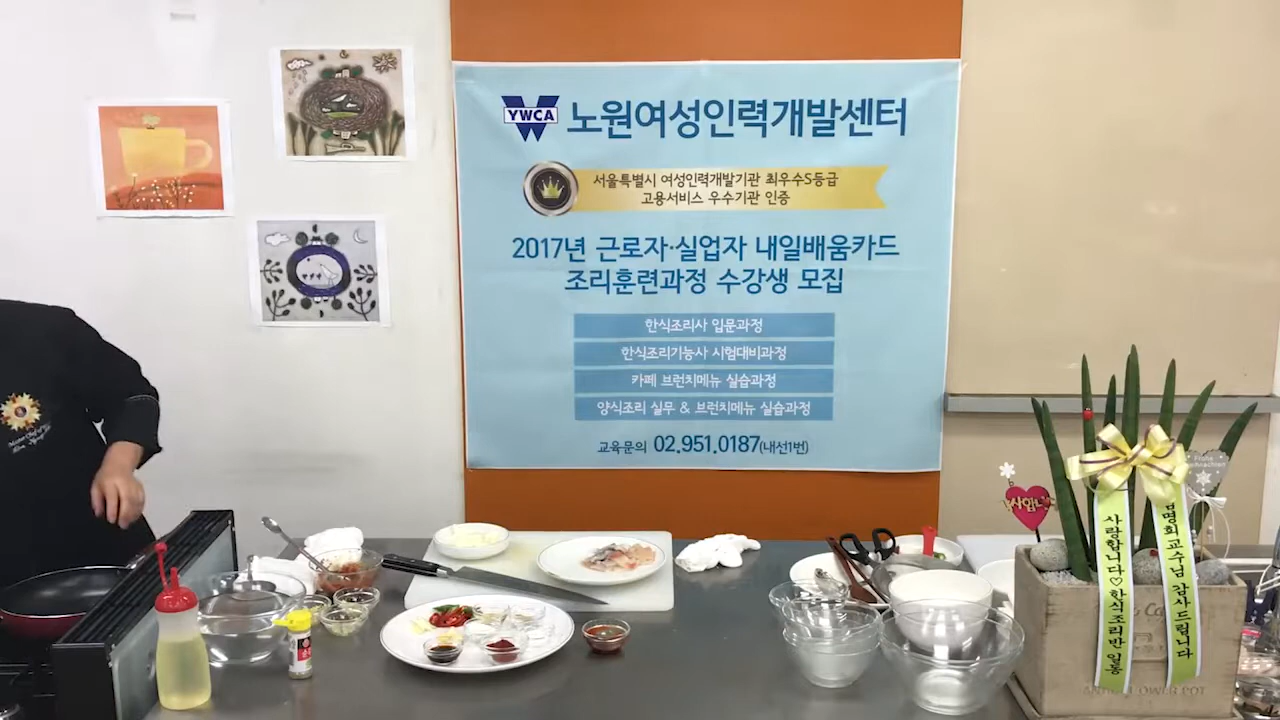 YWCA 노원여성인력개발센터
서울특별시 여성인력개발기관 최우수S등급
고용서비스 우수기관 인증
2017년 근로자·실업자 내일배움카드
조리훈련과정 수강생 모집
한식조리사 입문과정
한식조리기능사 시험대비과정
카페 브런치메뉴 실습과정
양식조리 실무 & 브런치메뉴 실습과정
교육문의 02.951.0187(내선1번)
Frohe
사랑합니다♡한식조리반 일동
명회교수님 감사드립니다